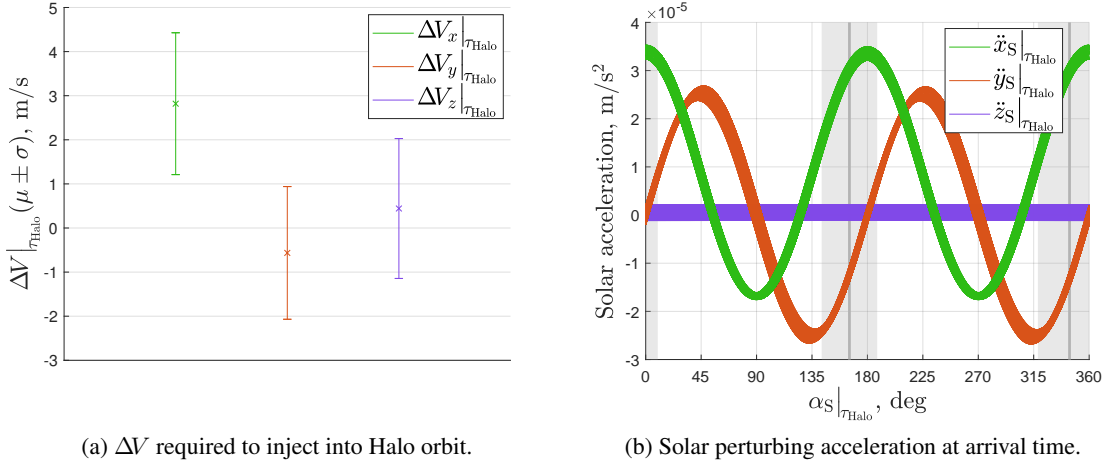 5
4
3
2
1
0
-1
-2
-3
ΔV|τHalo (μ ± σ), m/s
ΔVx|τHalo
ΔVy|τHalo
ΔVz|τHalo
(a) ΔV required to inject into Halo orbit.
×10⁻⁵
4
3
2
1
0
-1
-2
-3
Solar acceleration, m/s²
ẍS|τHalo
ÿS|τHalo
z̈S|τHalo
0 45 90 135 180 225 270 315 360
αS|τHalo, deg
(b) Solar perturbing acceleration at arrival time.